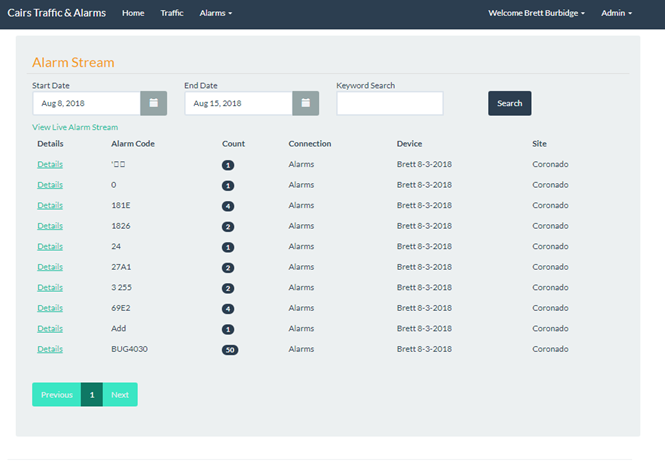 Cairs Traffic & Alarms Home Traffic Alarms Welcome Brett Burbidge Admin
Alarm Stream
Start Date End Date Keyword Search
Aug 8, 2018 Aug 15, 2018 Search
View Live Alarm Stream
Details Alarm Code Count Connection Device Site
Details 1 Alarms Brett 8-3-2018 Coronado
Details 0 1 Alarms Brett 8-3-2018 Coronado
Details 181E 4 Alarms Brett 8-3-2018 Coronado
Details 1826 2 Alarms Brett 8-3-2018 Coronado
Details 24 1 Alarms Brett 8-3-2018 Coronado
Details 27A1 2 Alarms Brett 8-3-2018 Coronado
Details 3 255 2 Alarms Brett 8-3-2018 Coronado
Details 69E2 4 Alarms Brett 8-3-2018 Coronado
Details Add 1 Alarms Brett 8-3-2018 Coronado
Details BUG4030 50 Alarms Brett 8-3-2018 Coronado
Previous 1 Next